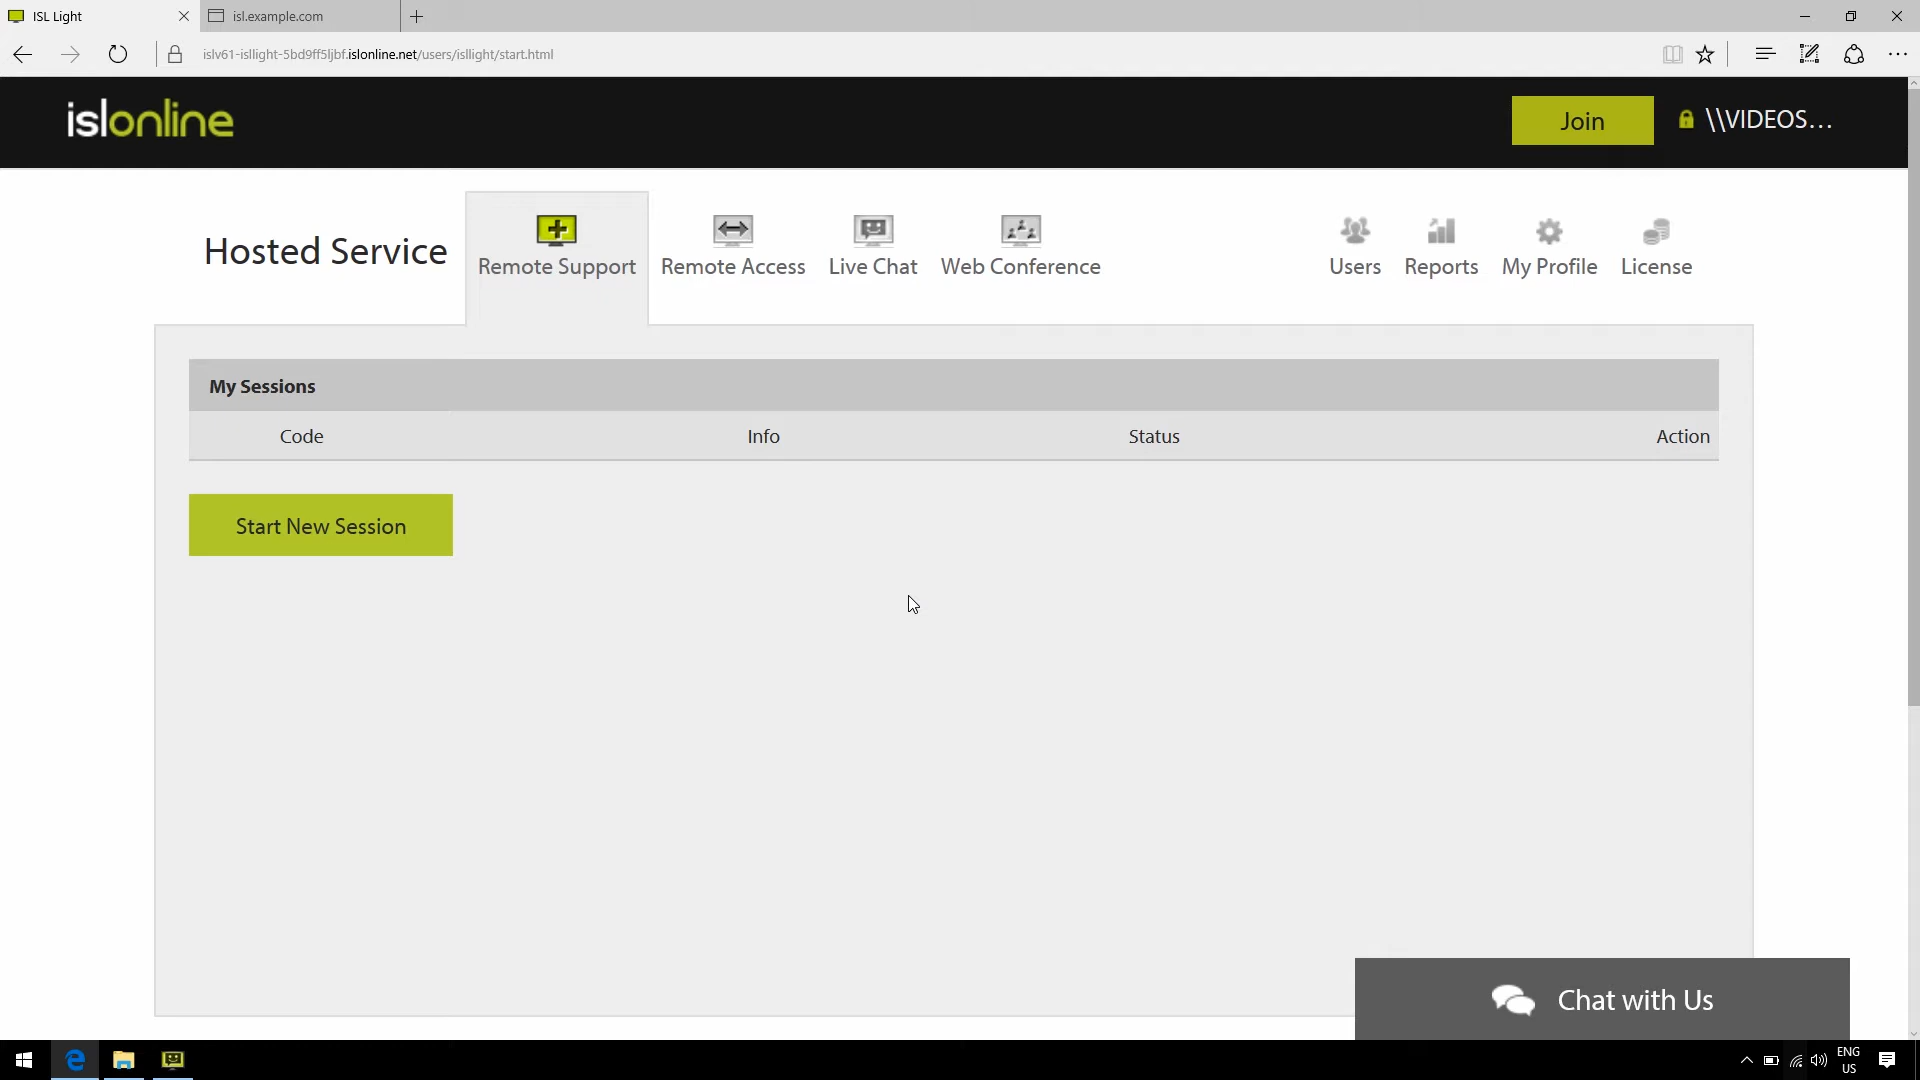 ISL Light
isl.example.com
islv61-isllight-5bd9ff5ljbf.islonline.net/users/isllight/start.html
islonline
Join
\\VIDEOS...
Hosted Service
Remote Support
Remote Access
Live Chat
Web Conference
Users
Reports
My Profile
License
My Sessions
Code Info Status Action
Start New Session
Chat with Us
ENG
US